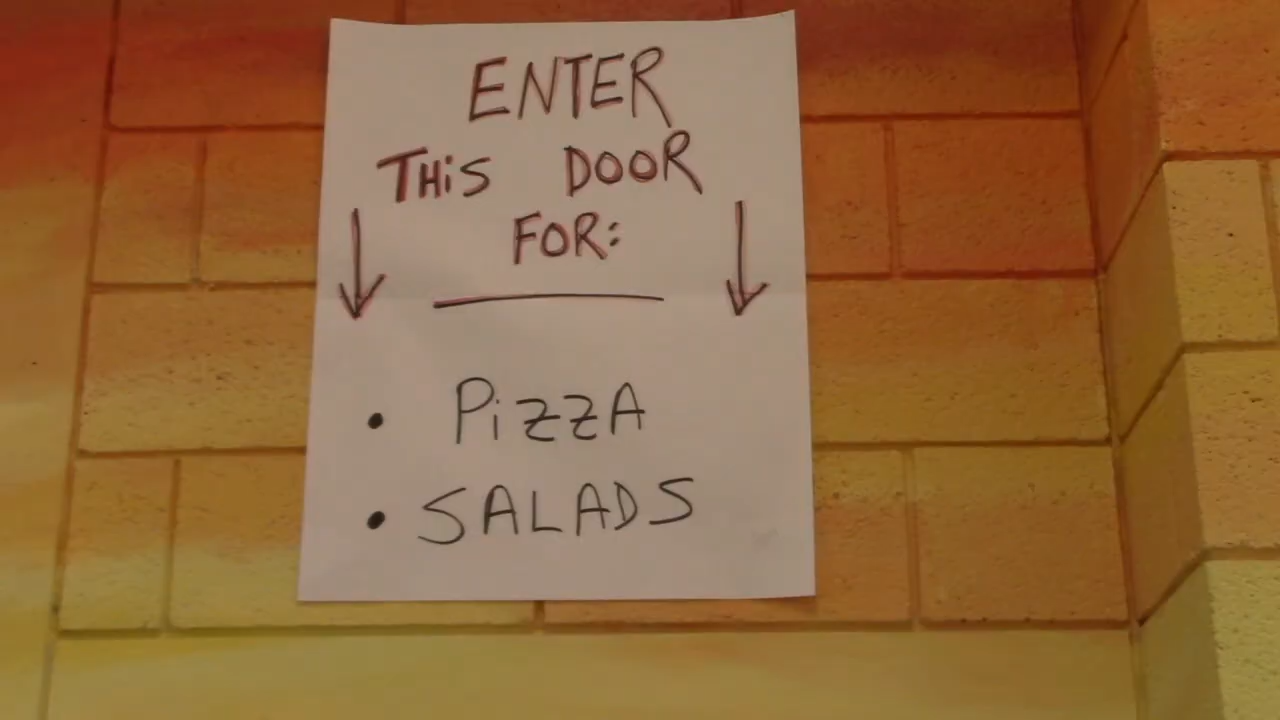 ENTER
THiS DOOR
FOR:
• PiZZA
• SALADS